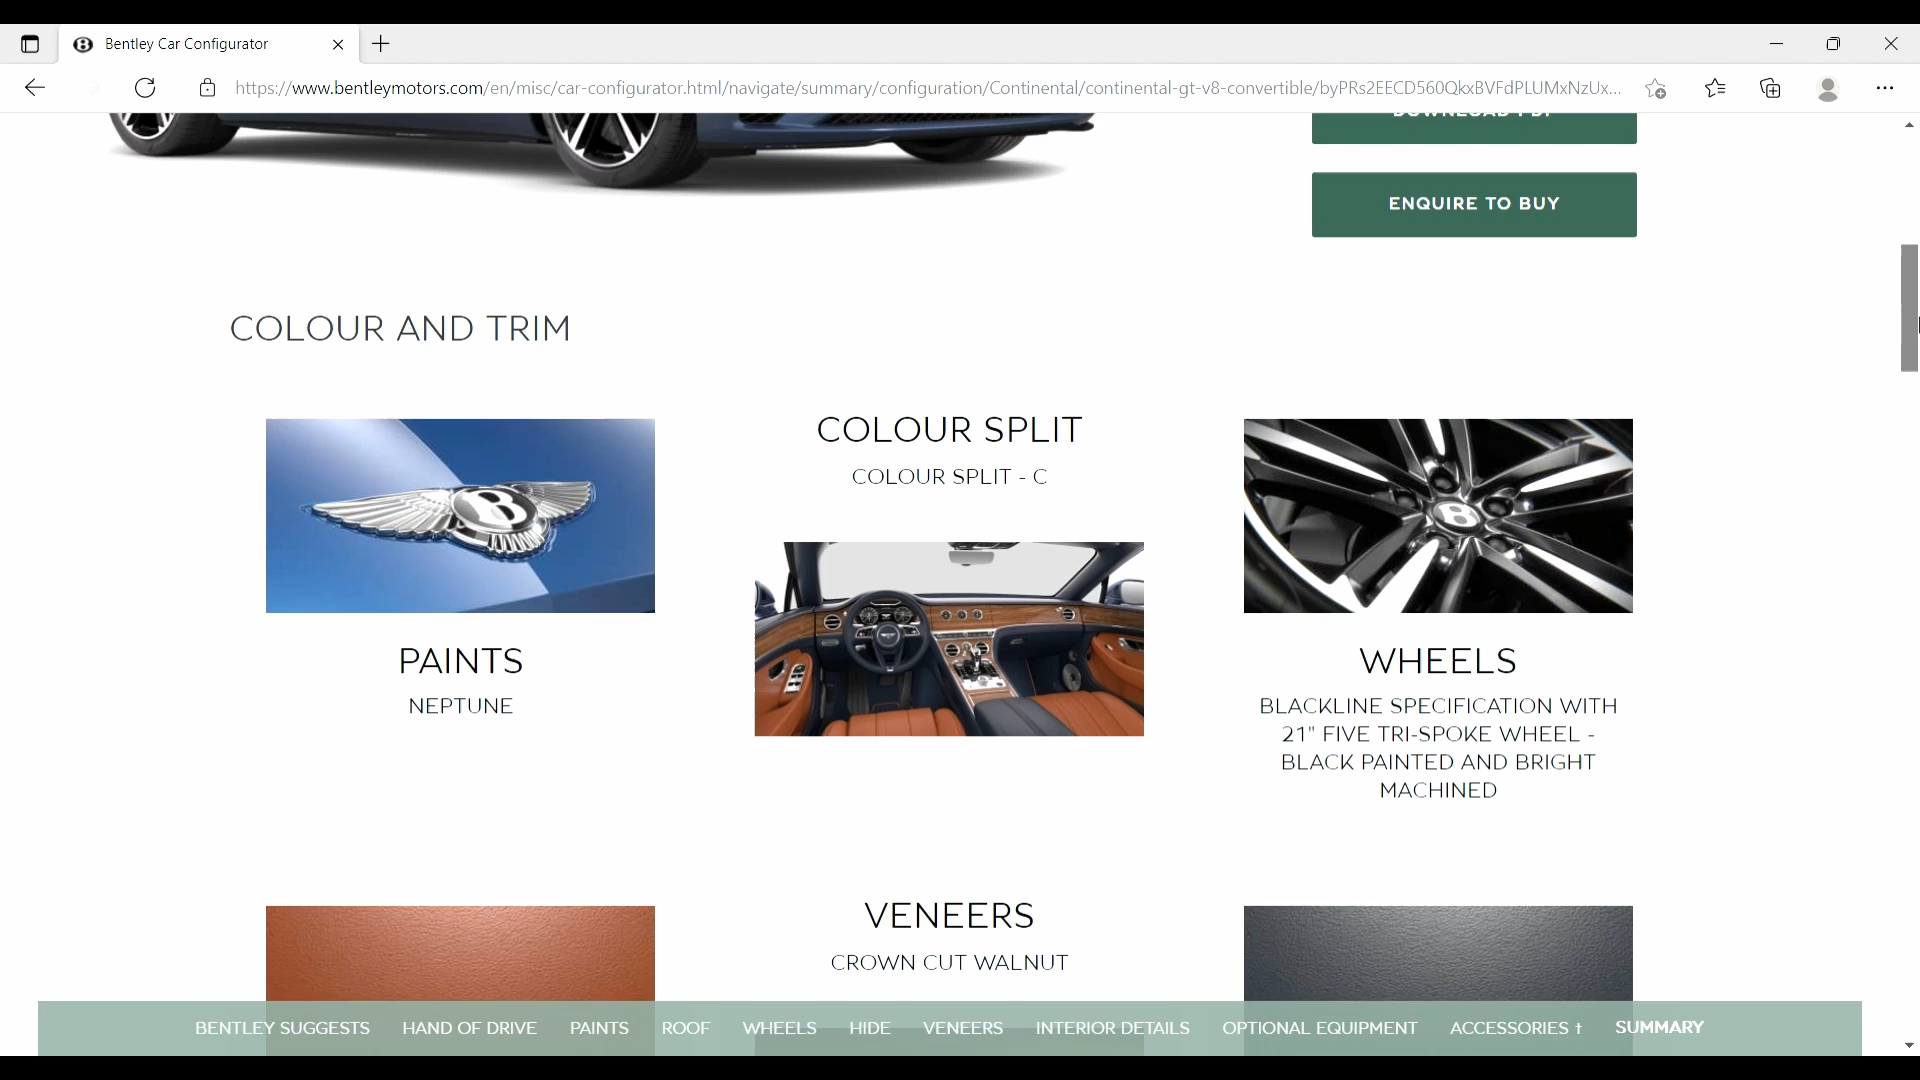 Bentley Car Configurator
https://www.bentleymotors.com/en/misc/car-configurator.html/navigate/summary/configuration/Continental/continental-gt-v8-convertible/byPRs2EECD560QkxBVFdPLUMxNzUx...
DOWNLOAD PDF
ENQUIRE TO BUY
COLOUR AND TRIM
COLOUR SPLIT
COLOUR SPLIT - C
B
B
PAINTS
NEPTUNE
WHEELS
BLACKLINE SPECIFICATION WITH
21" FIVE TRI-SPOKE WHEEL -
BLACK PAINTED AND BRIGHT
MACHINED
VENEERS
CROWN CUT WALNUT
BENTLEY SUGGESTS HAND OF DRIVE PAINTS ROOF WHEELS HIDE VENEERS INTERIOR DETAILS OPTIONAL EQUIPMENT ACCESSORIES † SUMMARY